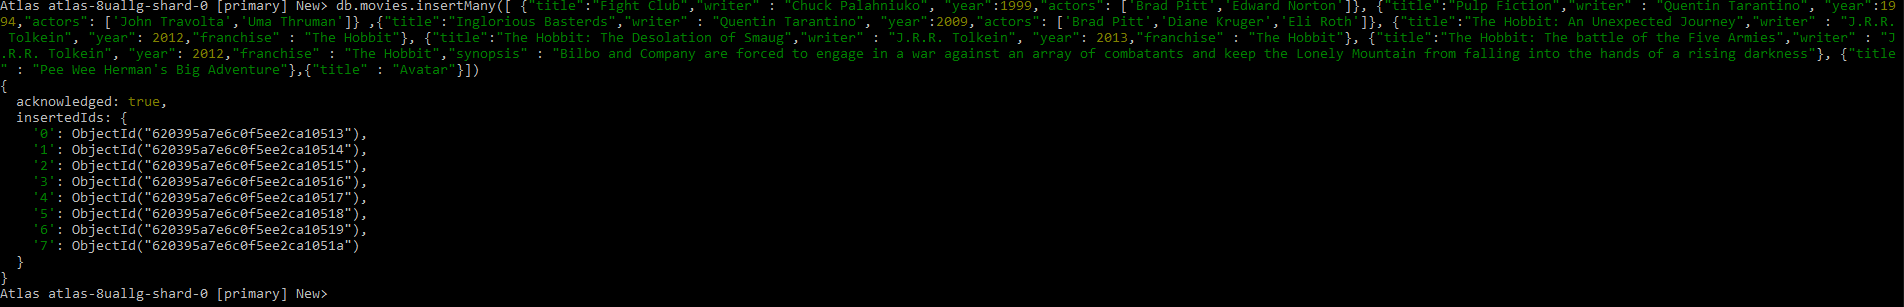 Atlas atlas-8uallg-shard-0 [primary] New> db.movies.insertMany([ {"title":"Fight Club","writer" : "Chuck Palahniuko", "year":1999,"actors": ['Brad Pitt','Edward Norton']}, {"title":"Pulp Fiction","writer" : "Quentin Tarantino", "year":19
94,"actors": ['John Travolta','Uma Thruman']} ,{"title":"Inglorious Basterds","writer" : "Quentin Tarantino", "year":2009,"actors": ['Brad Pitt','Diane Kruger','Eli Roth']}, {"title":"The Hobbit: An Unexpected Journey","writer" : "J.R.R.
 Tolkein", "year": 2012,"franchise" : "The Hobbit"}, {"title":"The Hobbit: The Desolation of Smaug","writer" : "J.R.R. Tolkein", "year": 2013,"franchise" : "The Hobbit"}, {"title":"The Hobbit: The battle of the Five Armies","writer" : "J
.R.R. Tolkein", "year": 2012,"franchise" : "The Hobbit","synopsis" : "Bilbo and Company are forced to engage in a war against an array of combatants and keep the Lonely Mountain from falling into the hands of a rising darkness"}, {"title
" : "Pee Wee Herman's Big Adventure"},{"title" : "Avatar"}])
{
  acknowledged: true,
  insertedIds: {
    '0': ObjectId("620395a7e6c0f5ee2ca10513"),
    '1': ObjectId("620395a7e6c0f5ee2ca10514"),
    '2': ObjectId("620395a7e6c0f5ee2ca10515"),
    '3': ObjectId("620395a7e6c0f5ee2ca10516"),
    '4': ObjectId("620395a7e6c0f5ee2ca10517"),
    '5': ObjectId("620395a7e6c0f5ee2ca10518"),
    '6': ObjectId("620395a7e6c0f5ee2ca10519"),
    '7': ObjectId("620395a7e6c0f5ee2ca1051a")
  }
}
Atlas atlas-8uallg-shard-0 [primary] New>